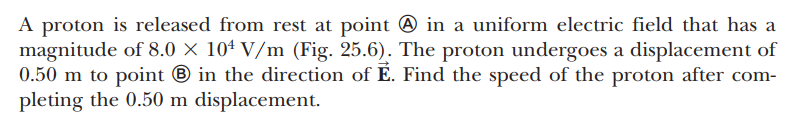 A proton is released from rest at point Ⓐ in a uniform electric field that has a
magnitude of 8.0 × 10⁴ V/m (Fig. 25.6). The proton undergoes a displacement of
0.50 m to point Ⓑ in the direction of E⃗. Find the speed of the proton after com-
pleting the 0.50 m displacement.